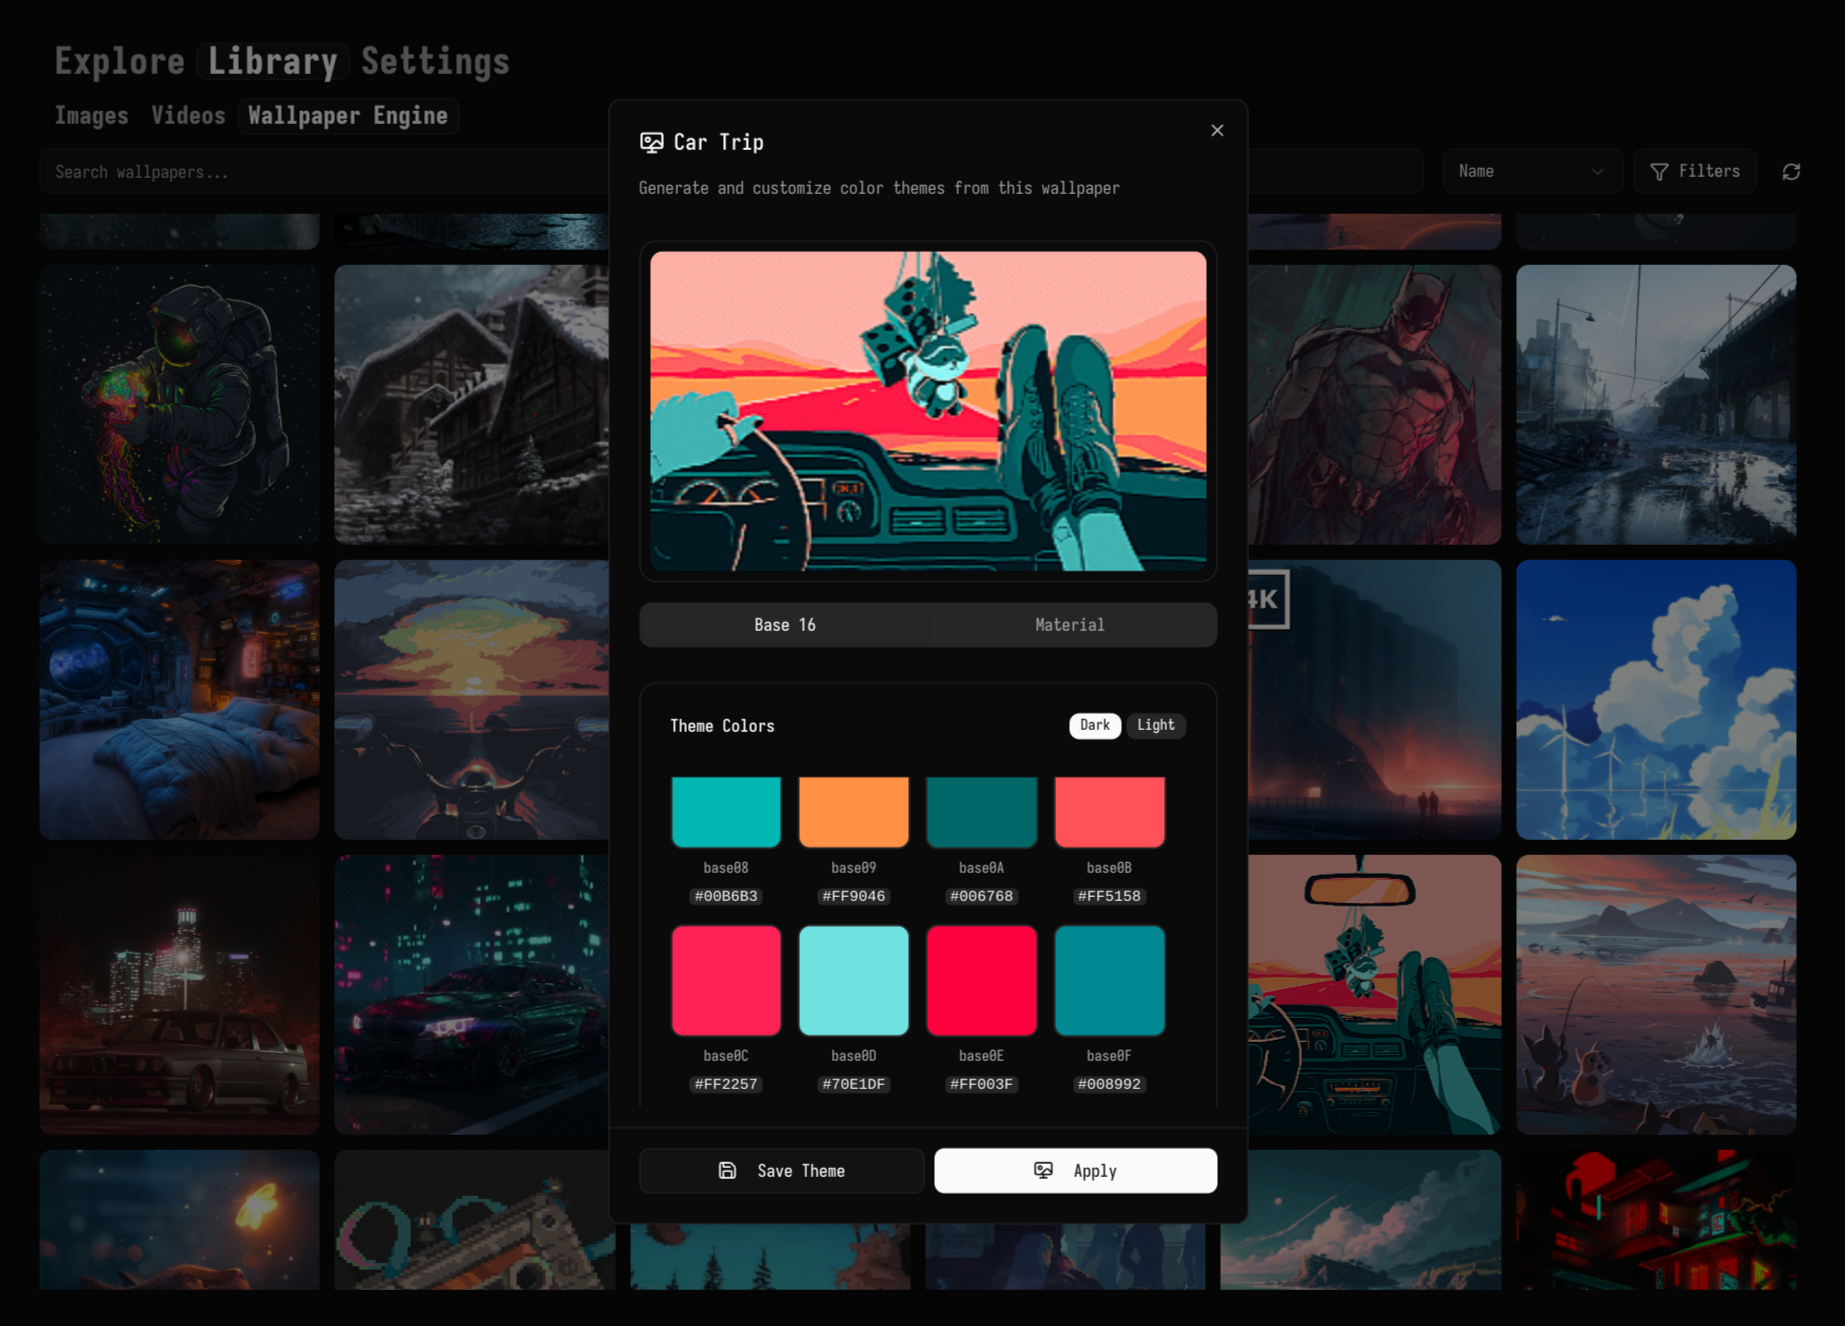 Explore Library Settings
Images Videos Wallpaper Engine
Search wallpapers...
Name
Filters
Car Trip
Generate and customize color themes from this wallpaper
4K
Base 16 Material
Theme Colors
Dark Light
base08 base09 base0A base0B
#00B6B3 #FF9046 #006768 #FF5158
base0C base0D base0E base0F
#FF2257 #70E1DF #FF003F #008992
Save Theme Apply